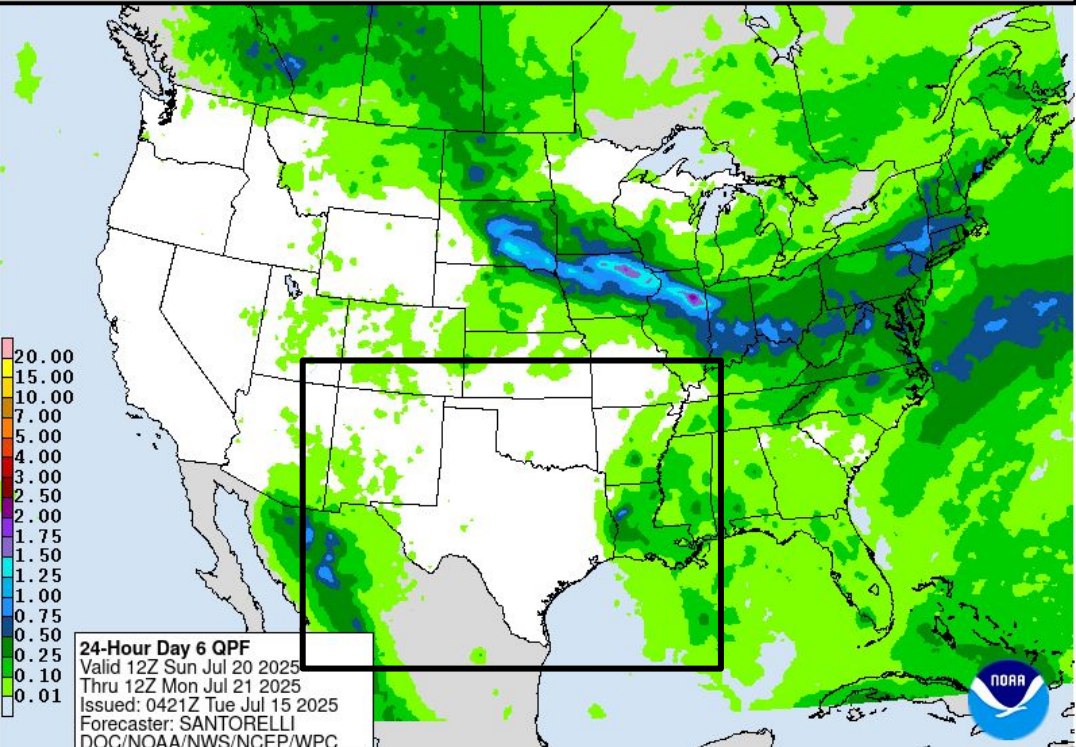 20.00
15.00
10.00
7.00
5.00
4.00
3.00
2.50
2.00
1.75
1.50
1.25
1.00
0.75
0.50
0.25
0.10
0.01
24-Hour Day 6 QPF
Valid 12Z Sun Jul 20 2025
Thru 12Z Mon Jul 21 2025
Issued: 0421Z Tue Jul 15 2025
Forecaster: SANTORELLI
DOC/NOAA/NWS/NCEP/WPC
NOAA